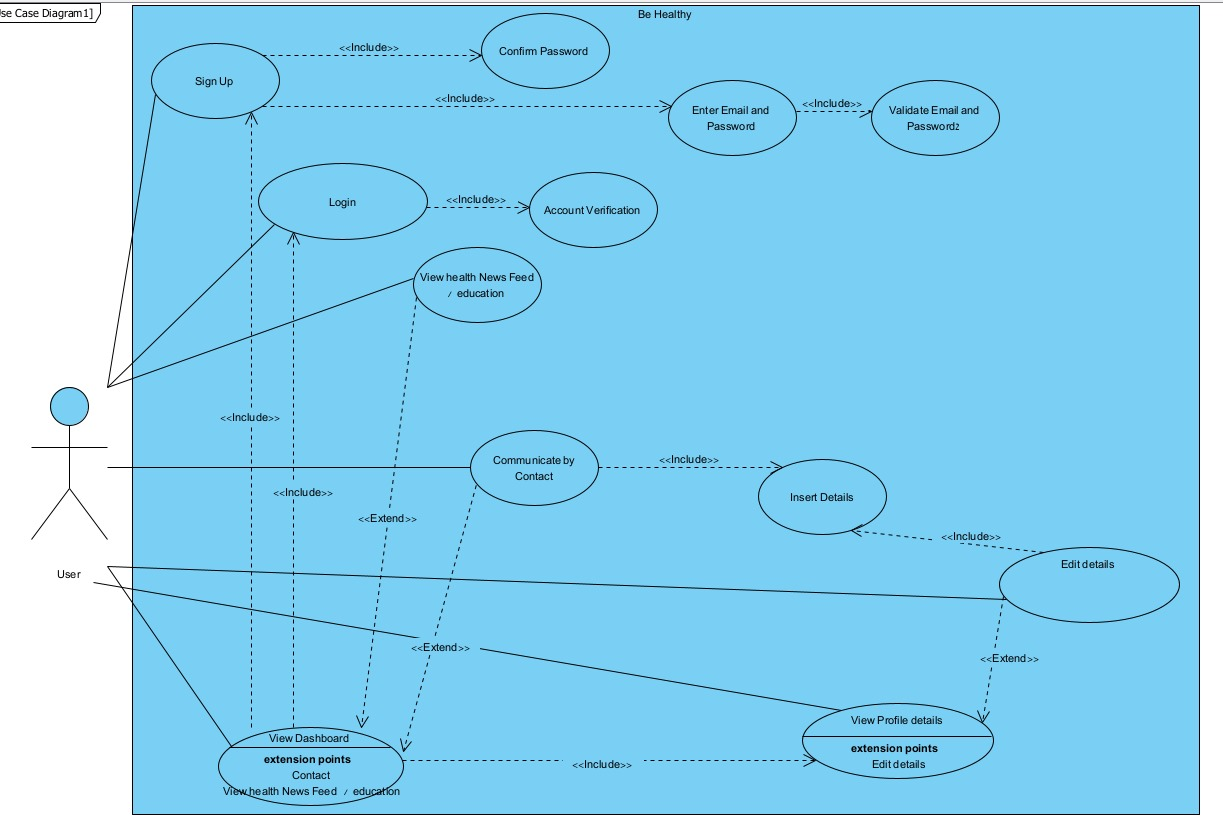 se Case Diagram1]
Be Healthy
<<Include>>
Confirm Password
Sign Up
<<Include>>
Enter Email and
Password
<<Include>>
Validate Email and
Password2
Login
<<Include>>
Account Verification
View health News Feed
/ education
<<Include>>
Communicate by
Contact
<<Include>>
<<Include>>
Insert Details
<<Extend>>
<<Include>>
Edit details
User
<<Extend>>
<<Extend>>
View Dashboard
extension points
Contact
View health News Feed / education
<<Include>>
View Profile details
extension points
Edit details